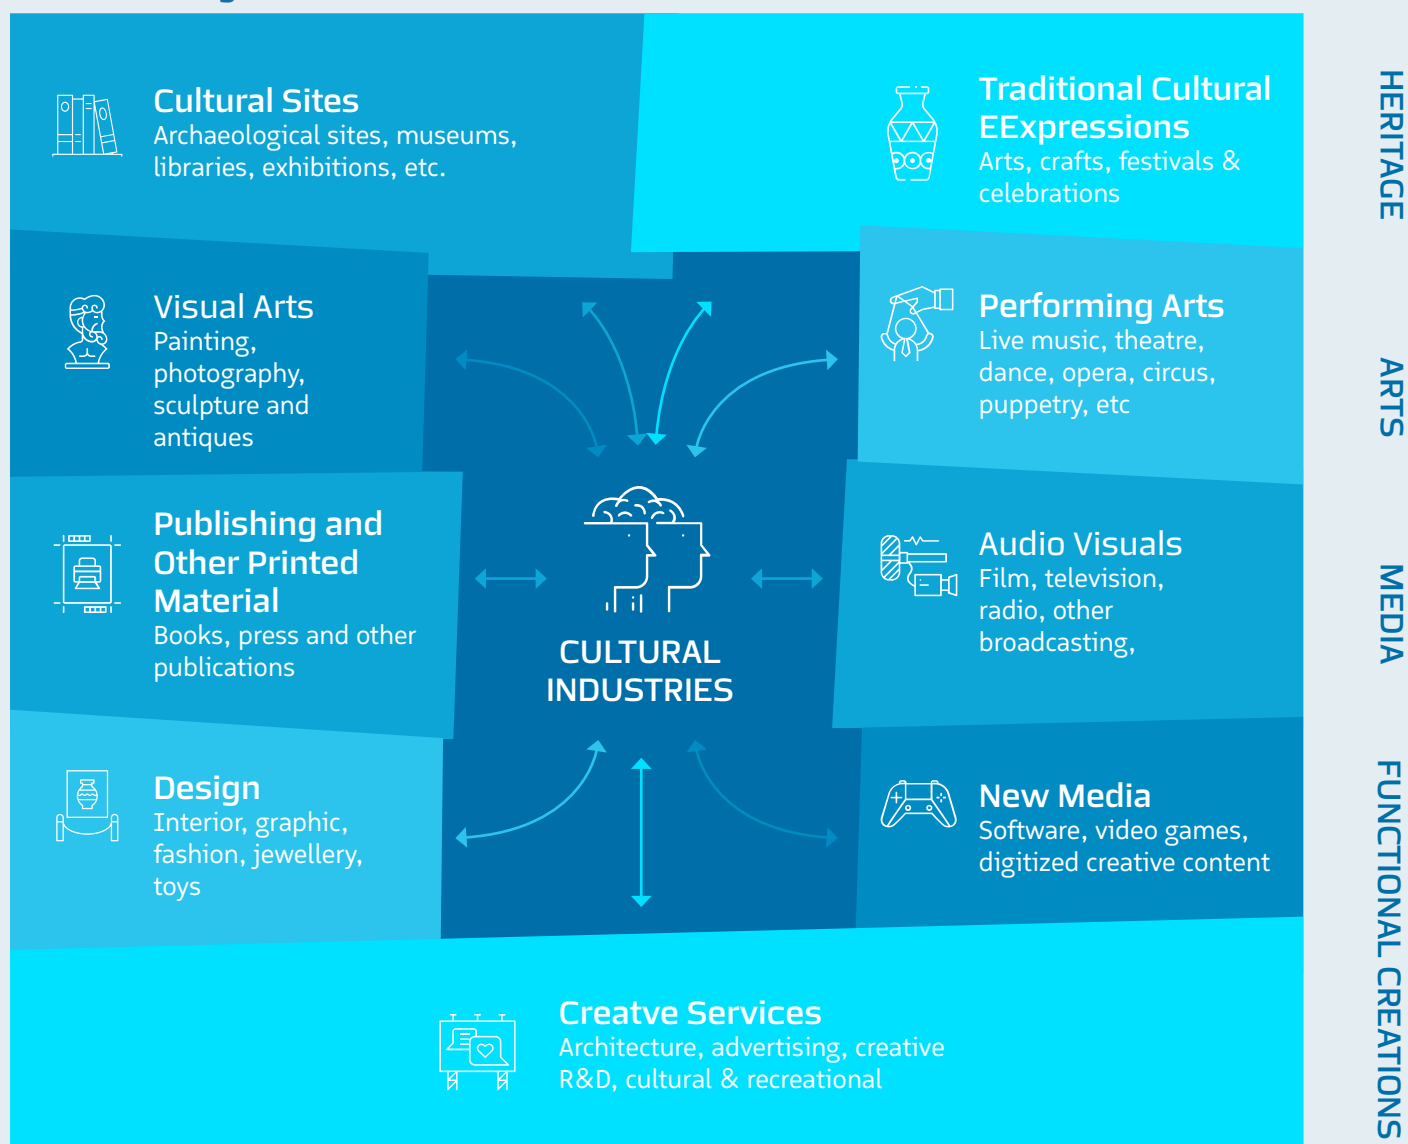 Cultural Sites
Archaeological sites, museums,
libraries, exhibitions, etc.
Traditional Cultural
EExpressions
Arts, crafts, festivals &
celebrations
HERITAGE
Visual Arts
Painting,
photography,
sculpture and
antiques
Performing Arts
Live music, theatre,
dance, opera, circus,
puppetry, etc
ARTS
Publishing and
Other Printed
Material
Books, press and other
publications
CULTURAL
INDUSTRIES
Audio Visuals
Film, television,
radio, other
broadcasting,
MEDIA
Design
Interior, graphic,
fashion, jewellery,
toys
New Media
Software, video games,
digitized creative content
FUNCTIONAL CREATIONS
Creatve Services
Architecture, advertising, creative
R&D, cultural & recreational